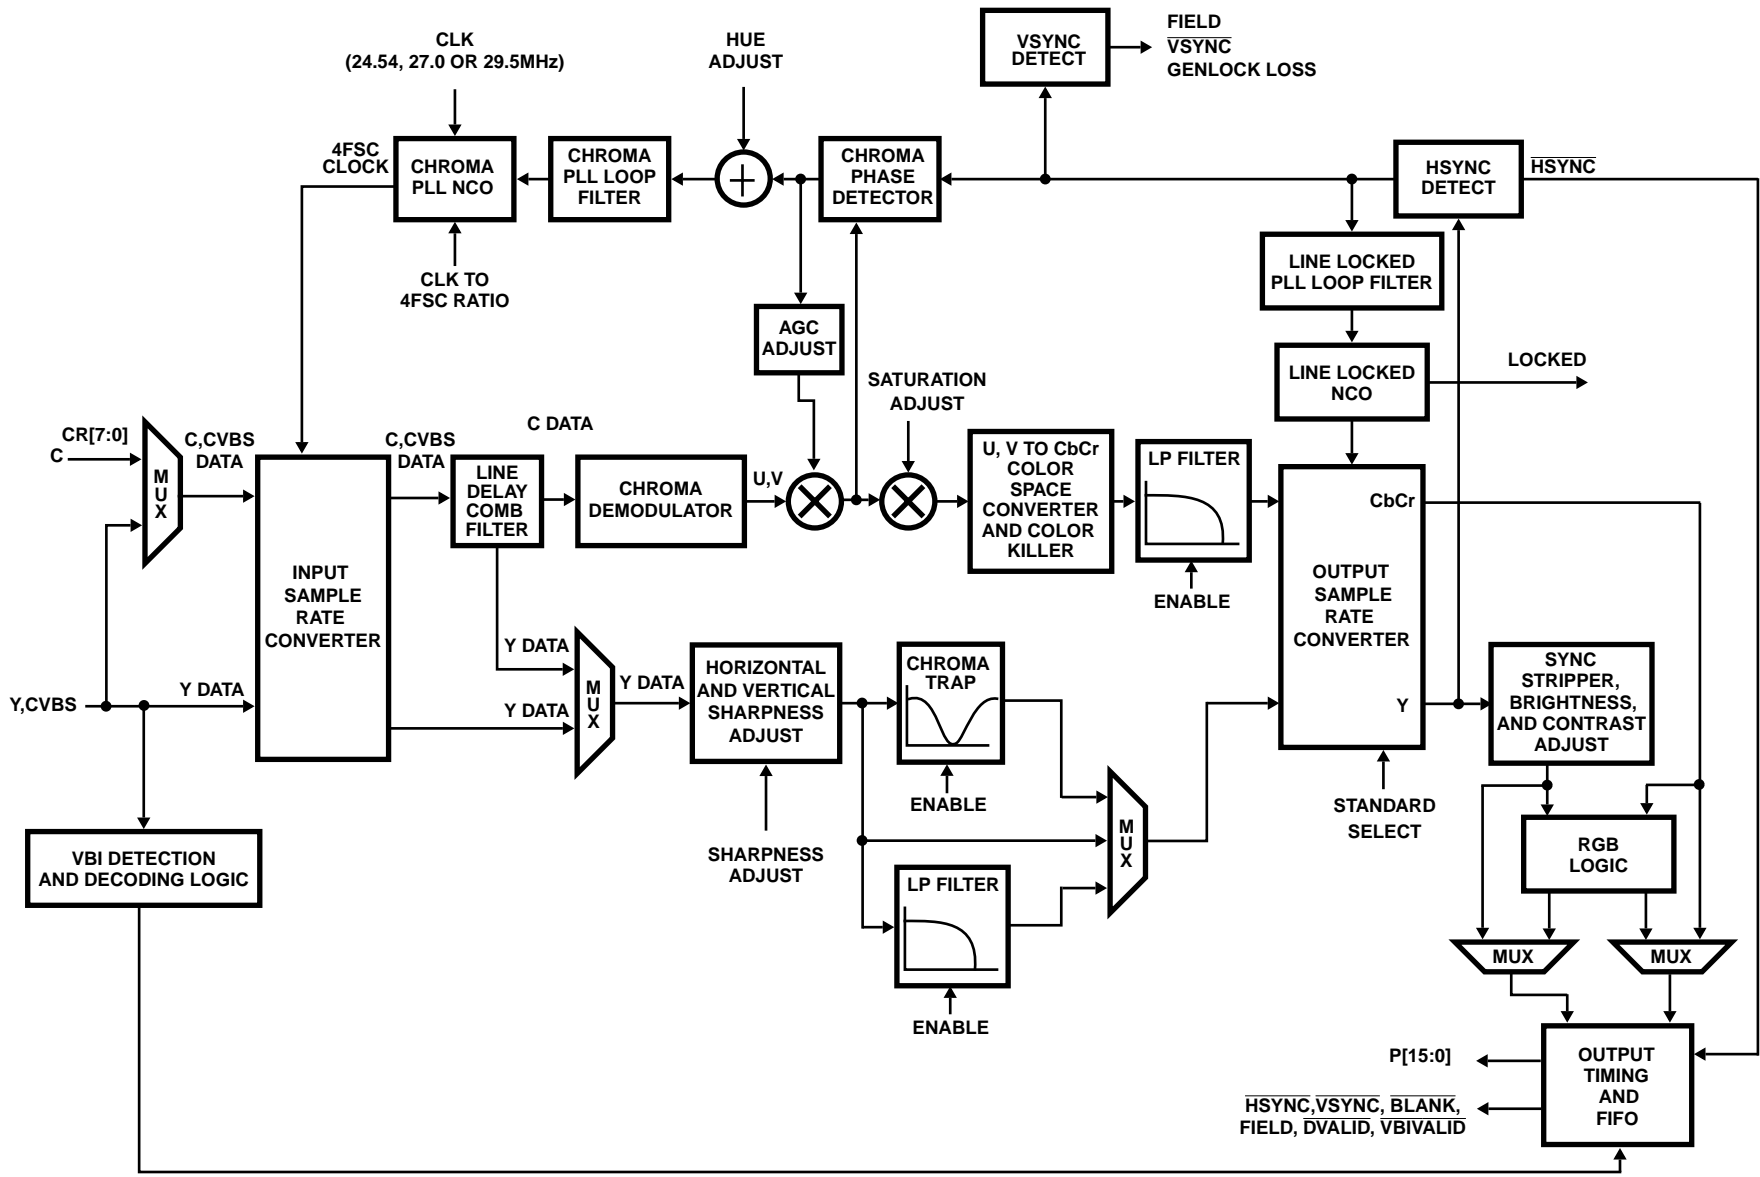 CLK
(24.54, 27.0 OR 29.5MHz)
HUE
ADJUST
VSYNC
DETECT
FIELD
VSYNC
GENLOCK LOSS
4FSC
CLOCK
CHROMA
PLL NCO
CHROMA
PLL LOOP
FILTER
CHROMA
PHASE
DETECTOR
HSYNC
DETECT
HSYNC
CLK TO
4FSC RATIO
LINE LOCKED
PLL LOOP FILTER
AGC
ADJUST
LINE LOCKED
NCO
LOCKED
SATURATION
ADJUST
CR[7:0]
C
MUX
C,CVBS
DATA
C,CVBS
DATA
C DATA
LINE
DELAY
COMB
FILTER
CHROMA
DEMODULATOR
U,V
U, V TO CbCr
COLOR
SPACE
CONVERTER
AND COLOR
KILLER
LP FILTER
ENABLE
CbCr
OUTPUT
SAMPLE
RATE
CONVERTER
Y
INPUT
SAMPLE
RATE
CONVERTER
Y,CVBS
Y DATA
Y DATA
Y DATA
MUX
Y DATA
HORIZONTAL
AND VERTICAL
SHARPNESS
ADJUST
CHROMA
TRAP
ENABLE
SYNC
STRIPPER,
BRIGHTNESS,
AND CONTRAST
ADJUST
STANDARD
SELECT
SHARPNESS
ADJUST
MUX
LP FILTER
ENABLE
RGB
LOGIC
VBI DETECTION
AND DECODING LOGIC
MUX
MUX
P[15:0]
OUTPUT
TIMING
AND
FIFO
HSYNC,VSYNC, BLANK,
FIELD, DVALID, VBIVALID